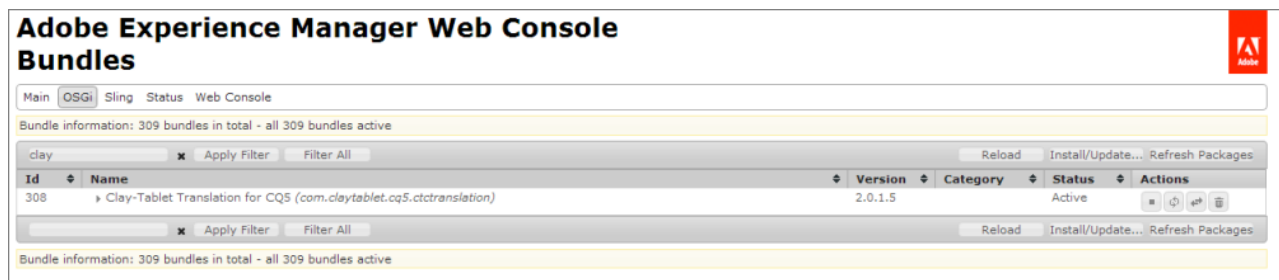 Adobe Experience Manager Web Console
Bundles
Adobe
Main OSGi Sling Status Web Console
Bundle information: 309 bundles in total - all 309 bundles active
clay Apply Filter Filter All Reload Install/Update... Refresh Packages
Id Name Version Category Status Actions
308 Clay-Tablet Translation for CQ5 (com.claytablet.cq5.ctctranslation) 2.0.1.5 Active
Apply Filter Filter All Reload Install/Update... Refresh Packages
Bundle information: 309 bundles in total - all 309 bundles active